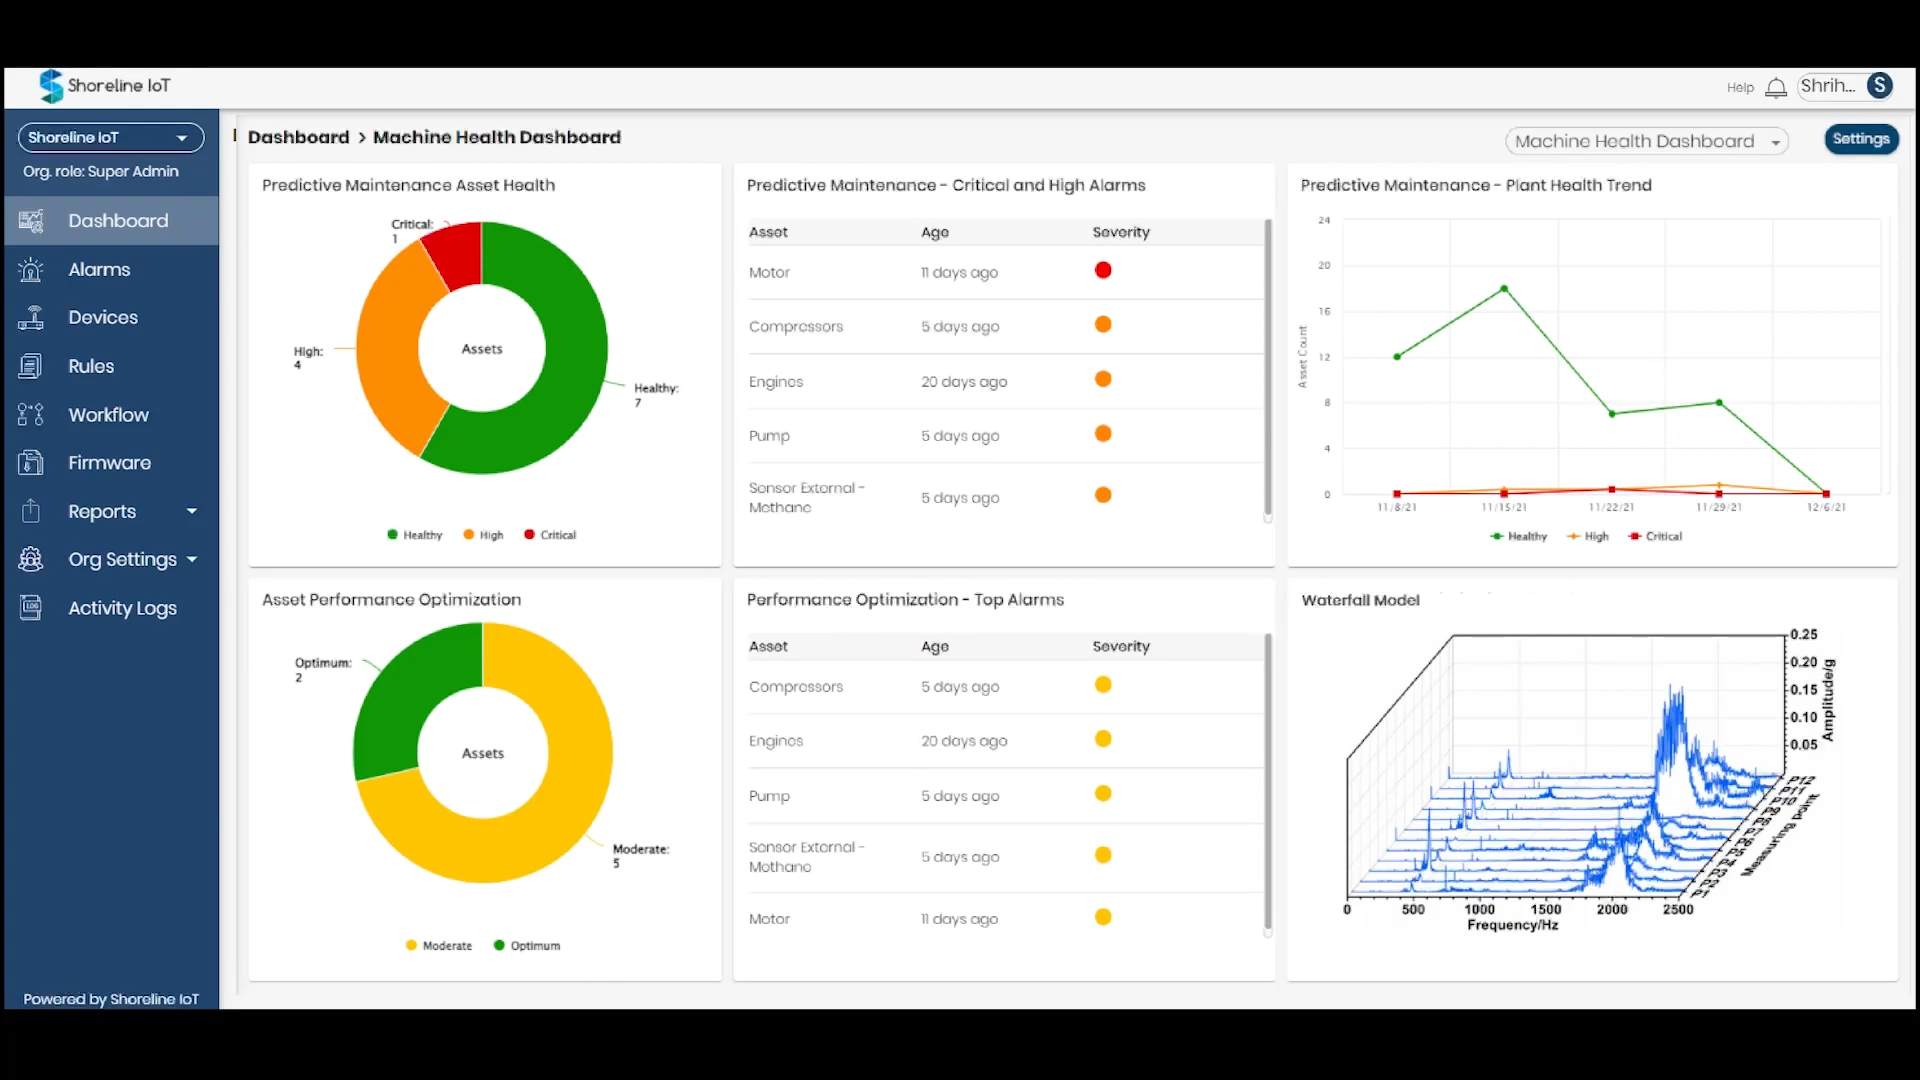 Shoreline IoT
Help
Shrih...
S
Shoreline IoT
Org. role: Super Admin
Dashboard
Alarms
Devices
Rules
Workflow
Firmware
Reports
Org Settings
Activity Logs
Powered by Shoreline IoT
Dashboard > Machine Health Dashboard
Machine Health Dashboard
Settings
Predictive Maintenance Asset Health
Critical:
1
High:
4
Assets
Healthy:
7
Healthy High Critical
Predictive Maintenance - Critical and High Alarms
Asset Age Severity
Motor 11 days ago
Compressors 5 days ago
Engines 20 days ago
Pump 5 days ago
Sensor External -
Methane
5 days ago
Predictive Maintenance - Plant Health Trend
24
20
16
12
8
4
0
Asset Count
11/8/21 11/15/21 11/22/21 11/29/21 12/6/21
Healthy High Critical
Asset Performance Optimization
Optimum:
2
Assets
Moderate:
5
Moderate Optimum
Performance Optimization - Top Alarms
Asset Age Severity
Compressors 5 days ago
Engines 20 days ago
Pump 5 days ago
Sensor External -
Methane
5 days ago
Motor 11 days ago
Waterfall Model
0.25
0.20
0.15
0.10
0.05
Amplitude/g
P12
P11
P10
Measuring point
0 500 1000 1500 2000 2500
Frequency/Hz